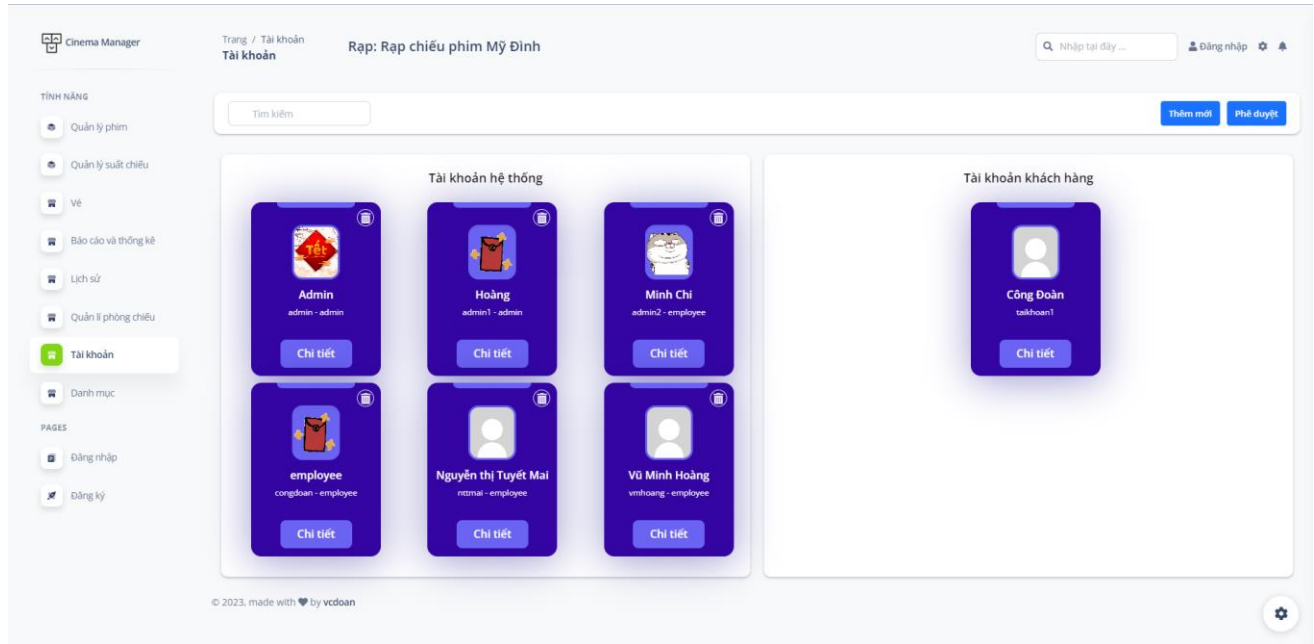 Cinema Manager
Trang / Tài khoản
Tài khoản
Rạp: Rạp chiếu phim Mỹ Đình
Nhập tại đây ...
Đăng nhập
TÍNH NĂNG
Quản lý phim
Quản lý suất chiếu
Vé
Báo cáo và thống kê
Lịch sử
Quản lí phòng chiếu
Tài khoản
Danh mục
PAGES
Đăng nhập
Đăng ký
Tìm kiếm
Thêm mới
Phê duyệt
Tài khoản hệ thống
Tết
Admin
admin - admin
Chi tiết
Hoàng
admin1 - admin
Chi tiết
Minh Chi
admin2 - employee
Chi tiết
employee
congdoan - employee
Chi tiết
Nguyễn thị Tuyết Mai
nttmai - employee
Chi tiết
Vũ Minh Hoàng
vmhoang - employee
Chi tiết
Tài khoản khách hàng
Công Đoàn
taikhoan1
Chi tiết
© 2023, made with ♥ by vcdoan